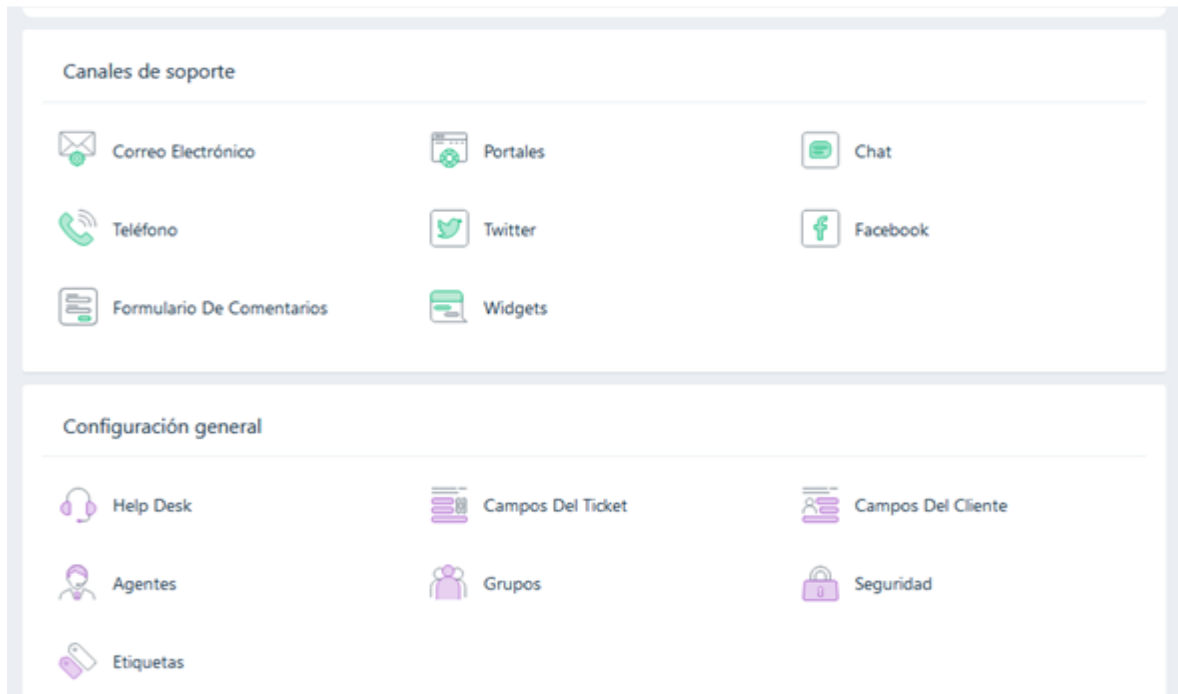 Canales de soporte
Correo Electrónico Portales Chat
Teléfono Twitter Facebook
Formulario De Comentarios Widgets
Configuración general
Help Desk Campos Del Ticket Campos Del Cliente
Agentes Grupos Seguridad
Etiquetas